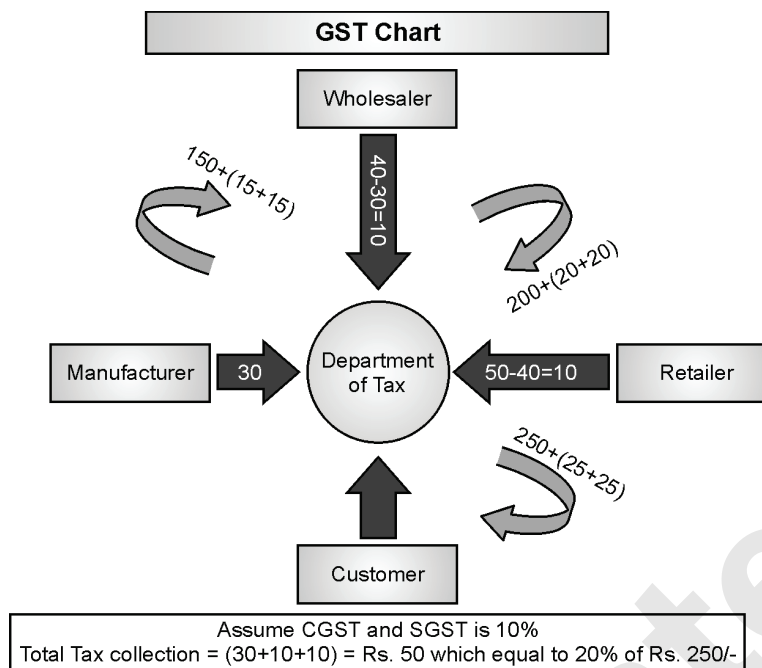 GST Chart
Wholesaler
150+(15+15)
40-30=10
200+(20+20)
Manufacturer
30
Department
of Tax
50-40=10
Retailer
250+(25+25)
Customer
Assume CGST and SGST is 10%
Total Tax collection = (30+10+10) = Rs. 50 which equal to 20% of Rs. 250/-